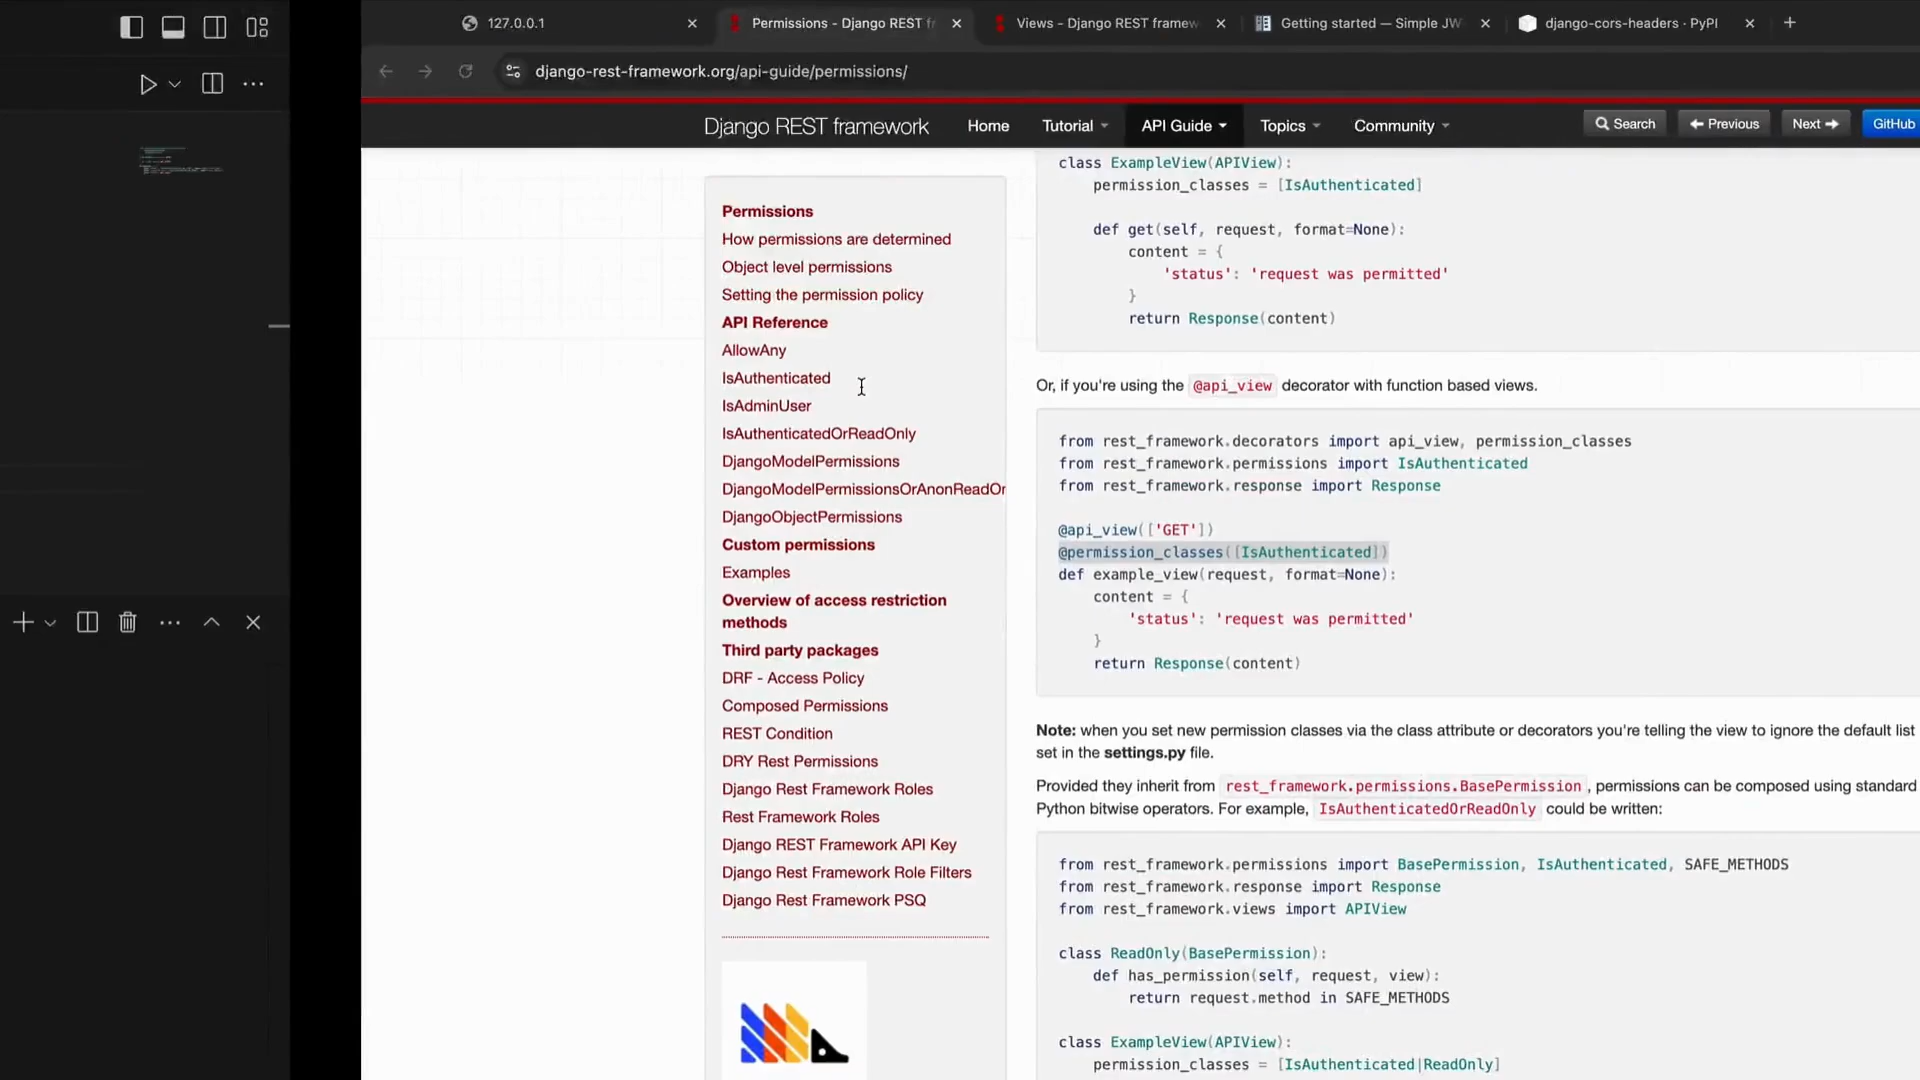 127.0.0.1
Permissions - Django REST fr
Views - Django REST framew
Getting started — Simple JW
django-cors-headers · PyPI
django-rest-framework.org/api-guide/permissions/
Django REST framework
Home
Tutorial
API Guide
Topics
Community
Search
Previous
Next
GitHub
Permissions
How permissions are determined
Object level permissions
Setting the permission policy
API Reference
AllowAny
IsAuthenticated
IsAdminUser
IsAuthenticatedOrReadOnly
DjangoModelPermissions
DjangoModelPermissionsOrAnonReadOn
DjangoObjectPermissions
Custom permissions
Examples
Overview of access restriction
methods
Third party packages
DRF - Access Policy
Composed Permissions
REST Condition
DRY Rest Permissions
Django Rest Framework Roles
Rest Framework Roles
Django REST Framework API Key
Django Rest Framework Role Filters
Django Rest Framework PSQ
class ExampleView(APIView):
    permission_classes = [IsAuthenticated]
    def get(self, request, format=None):
        content = {
            'status': 'request was permitted'
        }
        return Response(content)
Or, if you're using the @api_view decorator with function based views.
from rest_framework.decorators import api_view, permission_classes
from rest_framework.permissions import IsAuthenticated
from rest_framework.response import Response
@api_view(['GET'])
@permission_classes([IsAuthenticated])
def example_view(request, format=None):
    content = {
        'status': 'request was permitted'
    }
    return Response(content)
Note: when you set new permission classes via the class attribute or decorators you're telling the view to ignore the default list
set in the settings.py file.
Provided they inherit from rest_framework.permissions.BasePermission, permissions can be composed using standard
Python bitwise operators. For example, IsAuthenticatedOrReadOnly could be written:
from rest_framework.permissions import BasePermission, IsAuthenticated, SAFE_METHODS
from rest_framework.response import Response
from rest_framework.views import APIView
class ReadOnly(BasePermission):
    def has_permission(self, request, view):
        return request.method in SAFE_METHODS
class ExampleView(APIView):
    permission_classes = [IsAuthenticated|ReadOnly]